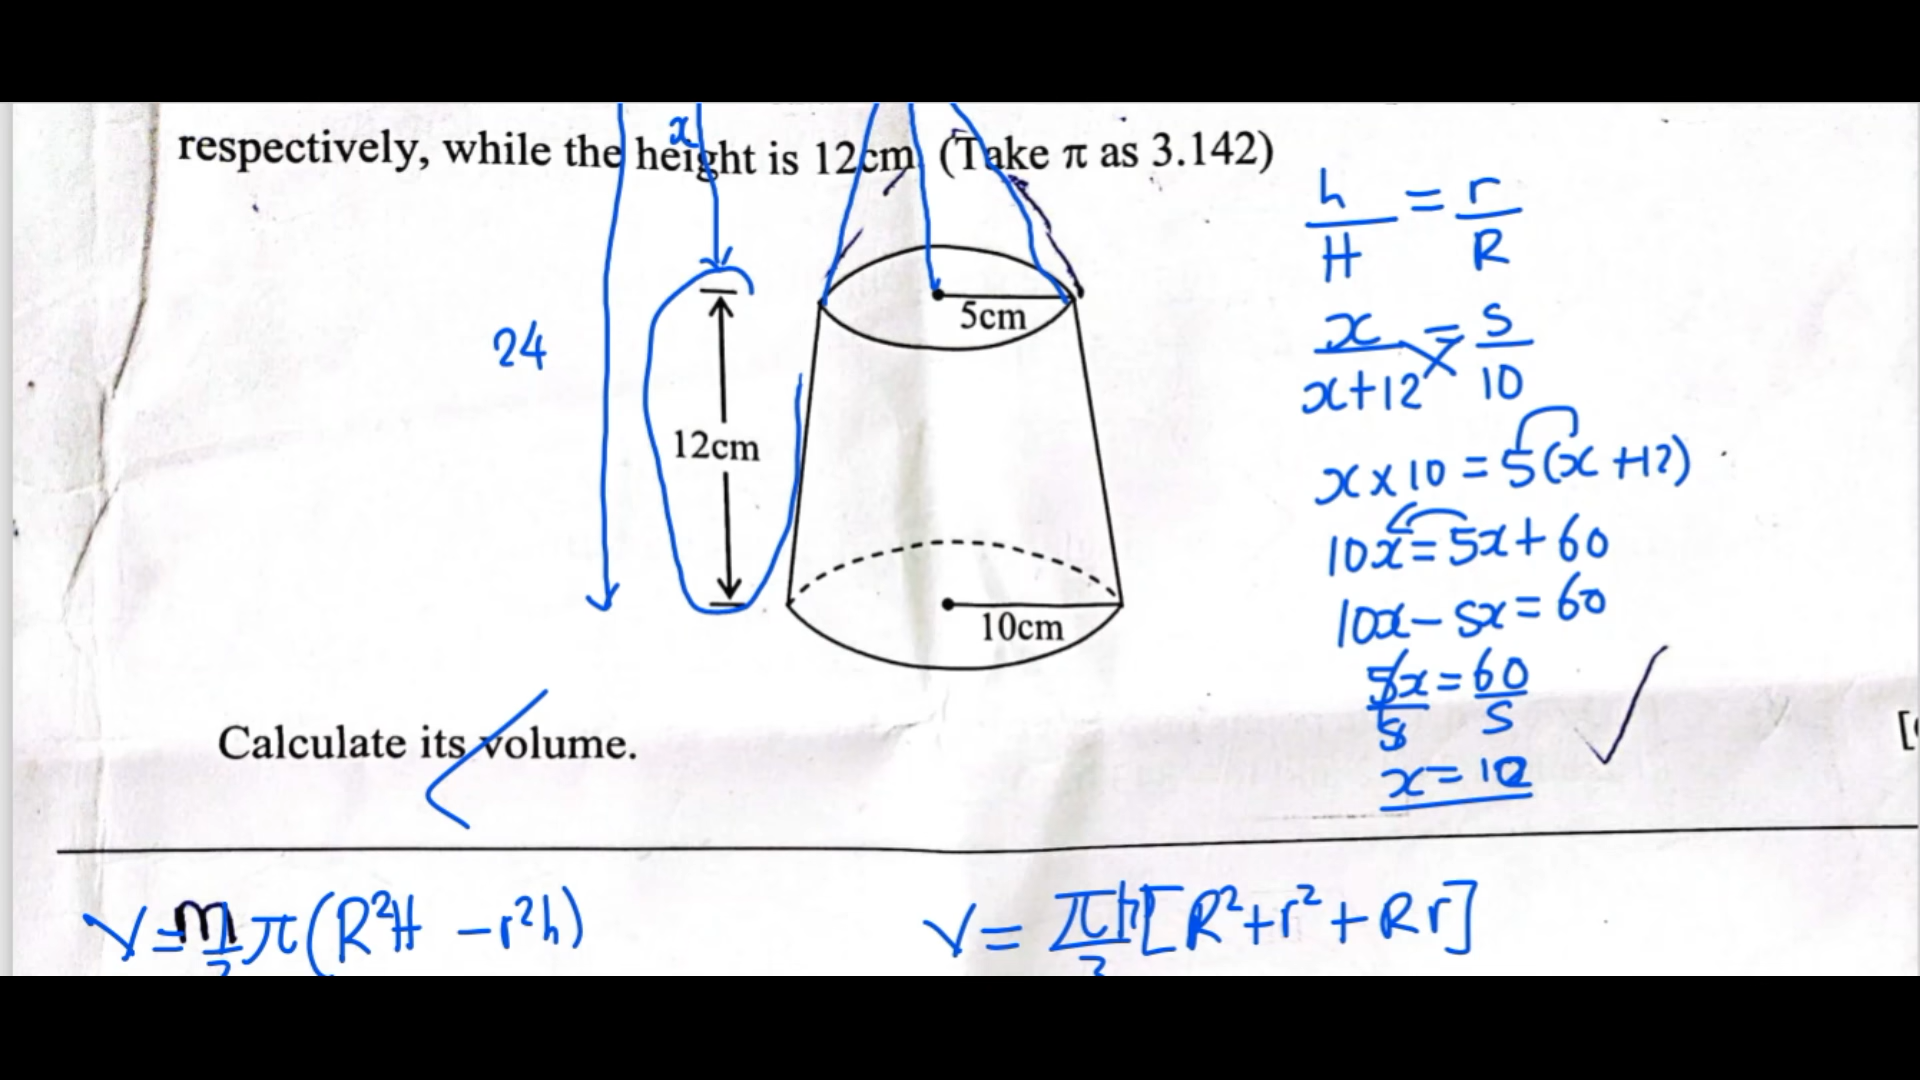 x
respectively, while the height is 12cm. (Take π as 3.142)
h/H = r/R
5cm
x/x+12 = 5/10
24
12cm
x × 10 = 5(x + 12)
10x = 5x + 60
10x - 5x = 60
10cm
5x/5 = 60/5
Calculate its volume.
x = 12
V = π(R²H - r²h)
V = πh/3[R² + r² + Rr]